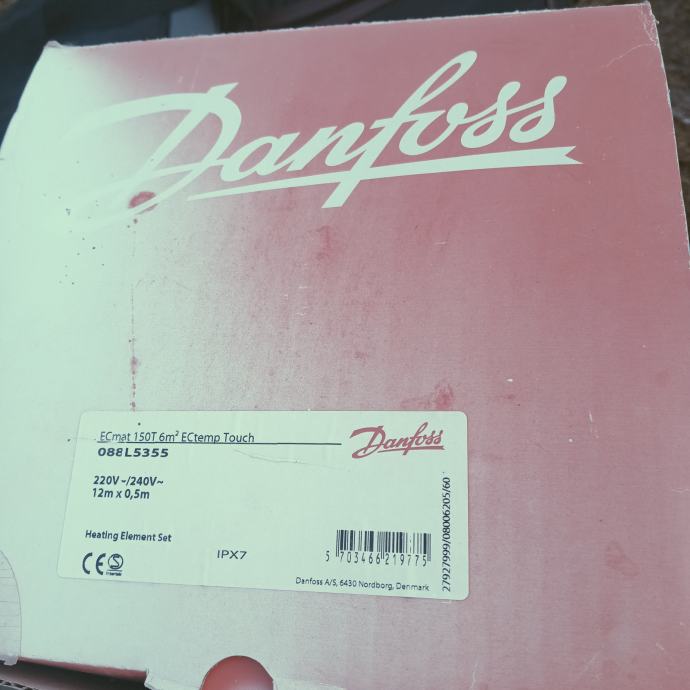 Danfoss
ECmat 150T 6m² ECtemp Touch
Danfoss
088L5355
220V ~/240V~
12m x 0,5m
Heating Element Set
IPX7
CE S
5 703466 219775
Danfoss A/S, 6430 Nordborg, Denmark
27927999/08006205/60